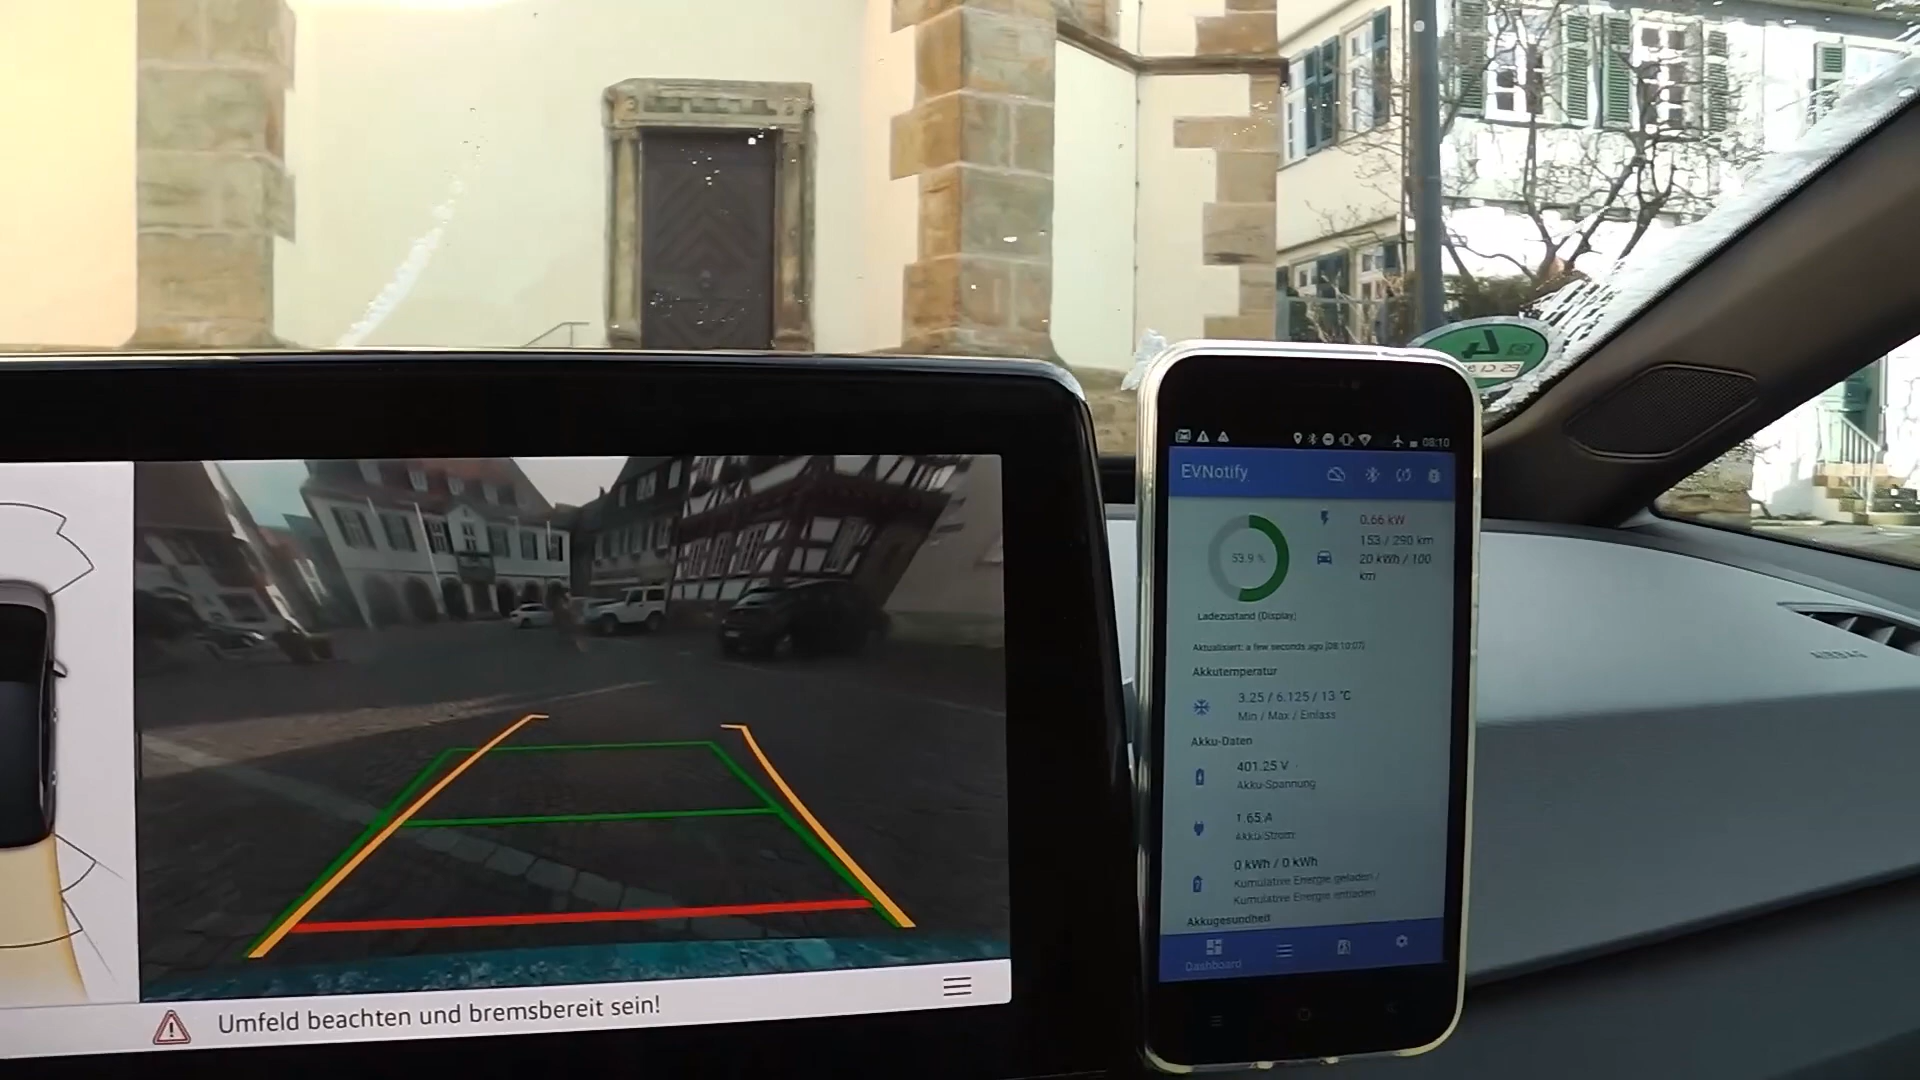 Umfeld beachten und bremsbereit sein!
08:10
EVNotify
53.9 %
0.66 kW
153 / 290 km
20 kWh / 100
km
Ladezustand (Display)
Aktualisiert: a few seconds ago (08:10:07)
Akkutemperatur
3.25 / 6.125 / 13 °C
Min / Max / Einlass
Akku-Daten
401.25 V
Akku-Spannung
1.65 A
Akku-Strom
0 kWh / 0 kWh
Kumulative Energie geladen /
Kumulative Energie entladen
Akkugesundheit
Dashboard
4
AIRBAG